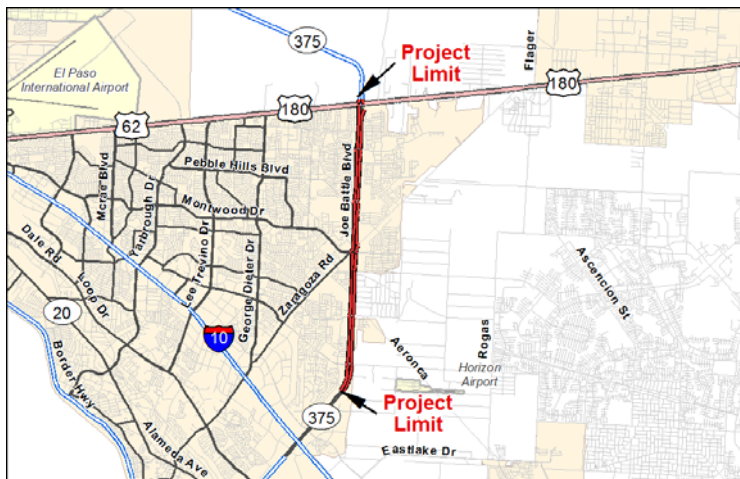 375
Project
Limit
Flager
El Paso
International Airport
180
180
62
Mcrae Blvd
Yarbrough Dr
Pebble Hills Blvd
Joe Battle Blvd
Montwood Dr
Dale Rd
Loop Dr
Lee Trevino Dr
George Dieter Dr
Zaragoza Rd
Ascencion St
20
10
Border Hwy
Aeronca
Rogas
Horizon
Airport
Project
Limit
375
Alameda Ave
Eastlake Dr